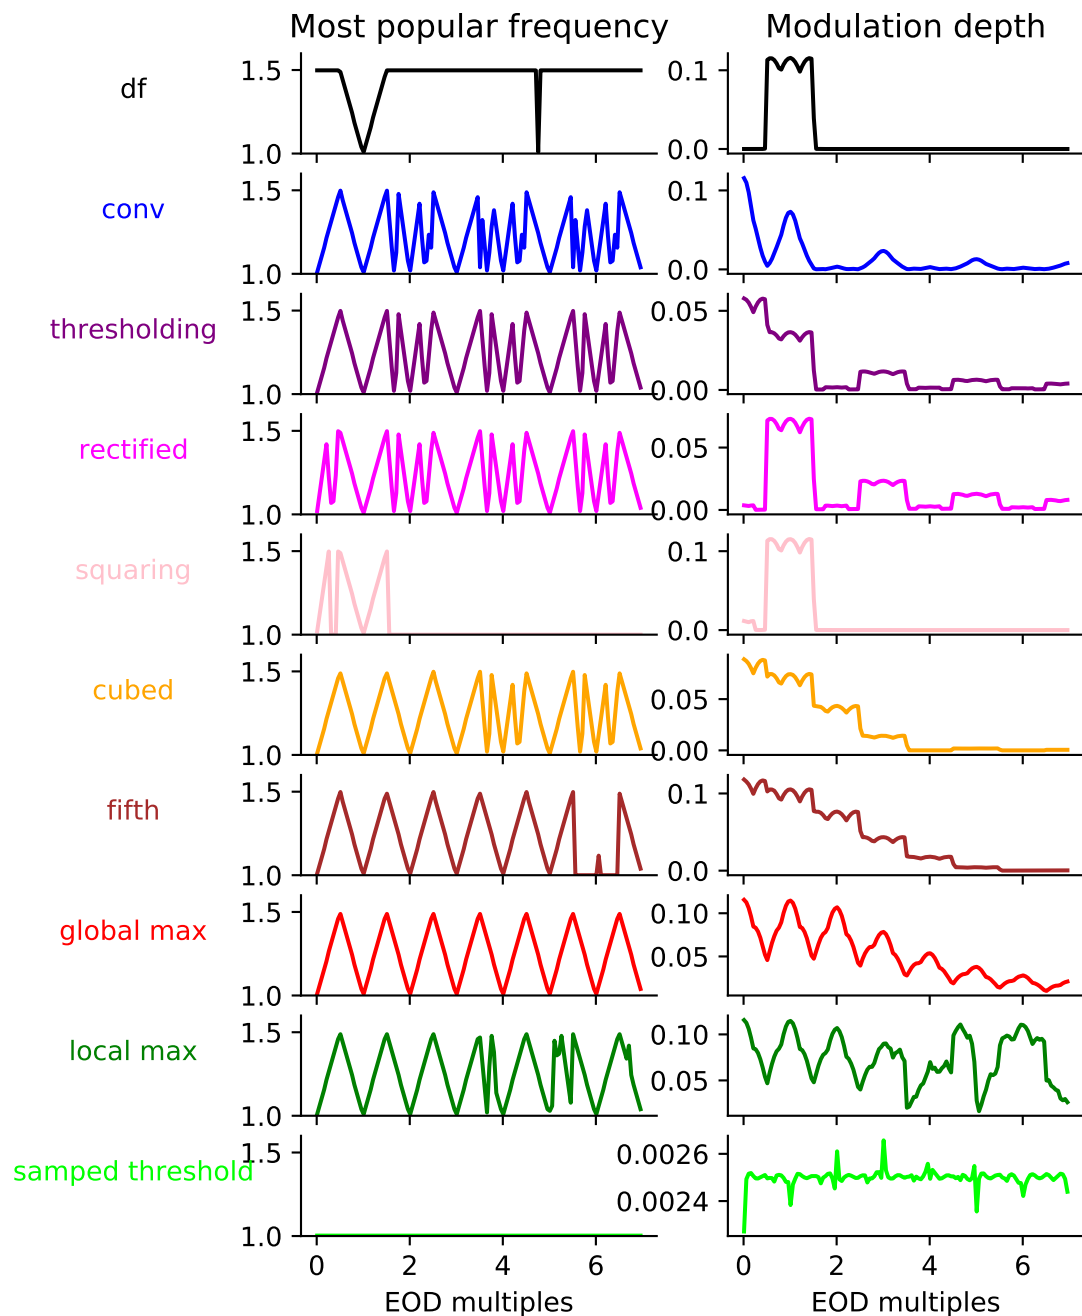 Most popular frequency Modulation depth
df 1.5 1.0 0.1 0.0
conv 1.5 1.0 0.1 0.0
thresholding 1.5 1.0 0.05 0.00
rectified 1.5 1.0 0.05 0.00
squaring 1.5 1.0 0.1 0.0
cubed 1.5 1.0 0.05 0.00
fifth 1.5 1.0 0.1 0.0
global max 1.5 1.0 0.10 0.05
local max 1.5 1.0 0.10 0.05
samped threshold 1.5 1.0 0.0026 0.0024
0 2 4 6 0 2 4 6
EOD multiples EOD multiples